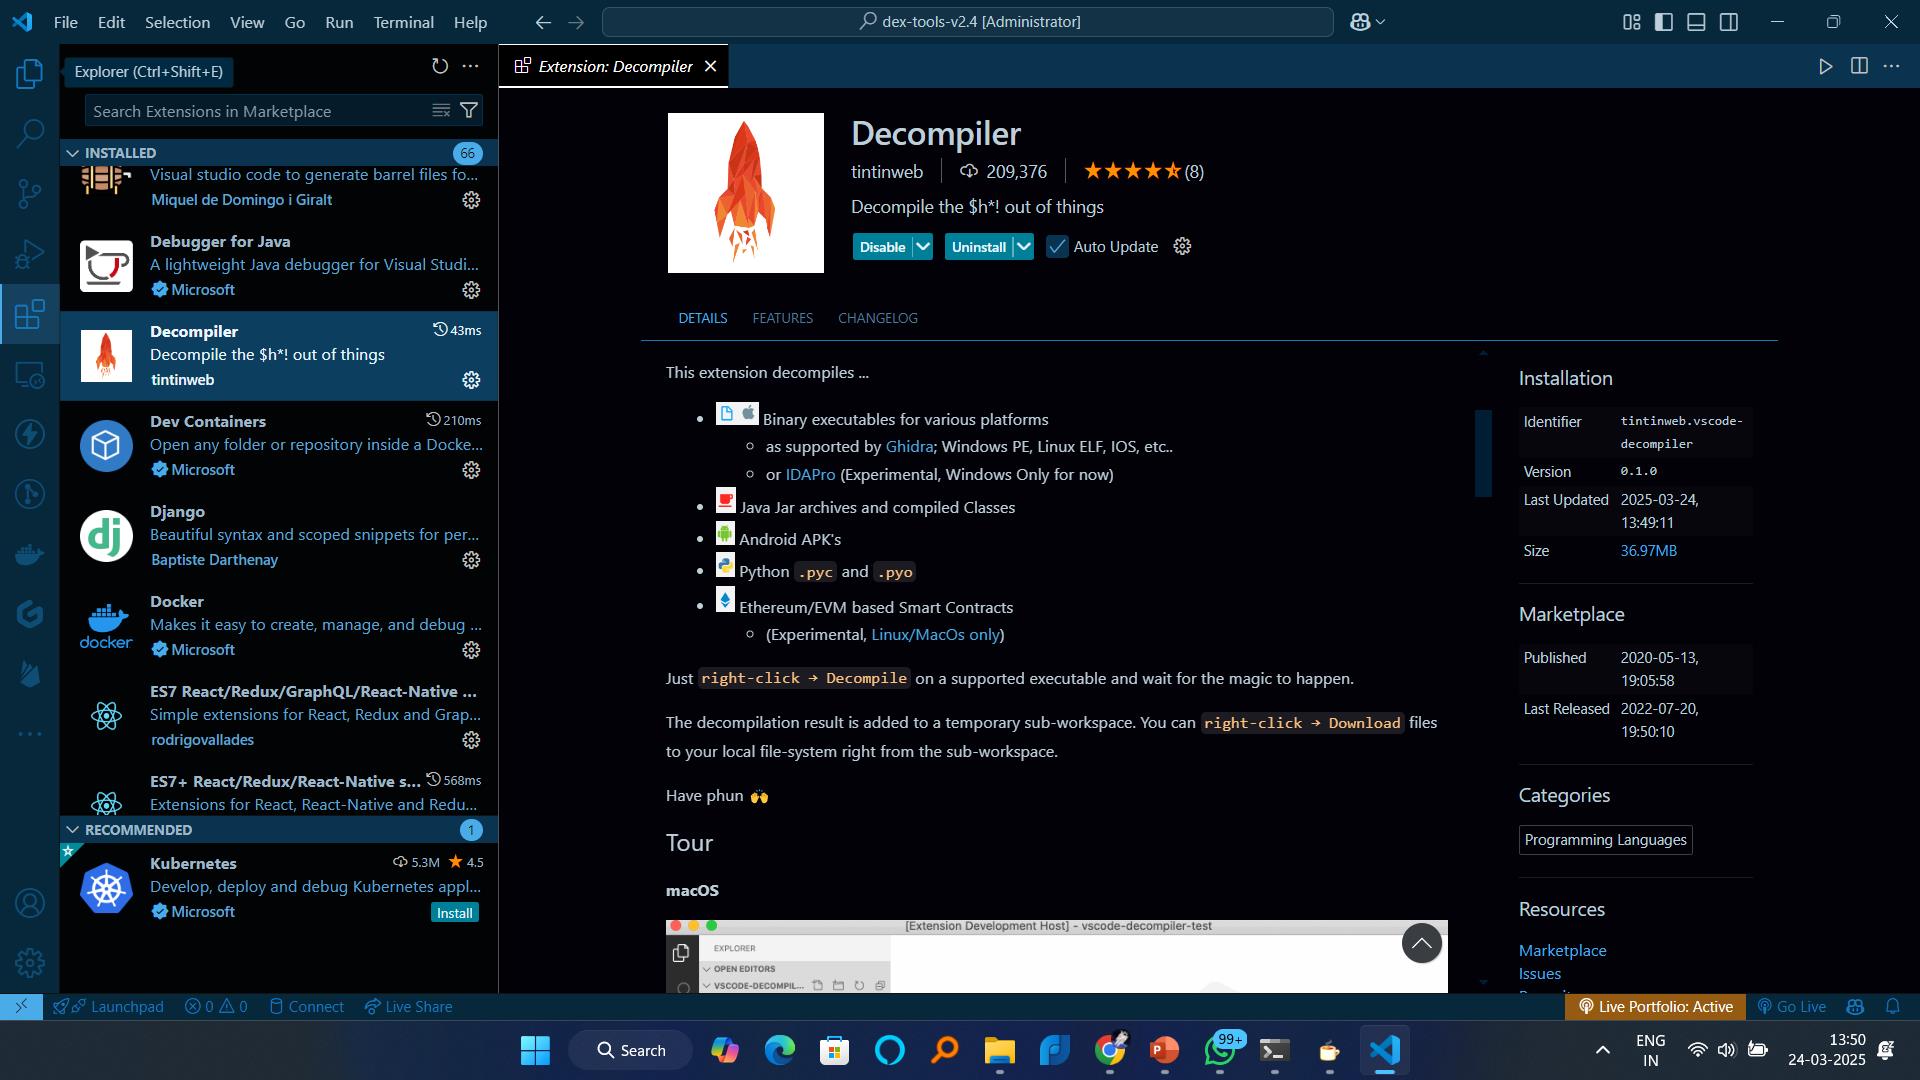 File Edit Selection View Go Run Terminal Help
dex-tools-v2.4 [Administrator]
Explorer (Ctrl+Shift+E)
Search Extensions in Marketplace
INSTALLED 66
Visual studio code to generate barrel files fo...
Miquel de Domingo i Giralt
Debugger for Java
A lightweight Java debugger for Visual Studi...
Microsoft
Decompiler 43ms
Decompile the $h*! out of things
tintinweb
Dev Containers 210ms
Open any folder or repository inside a Docke...
Microsoft
Django
Beautiful syntax and scoped snippets for per...
Baptiste Darthenay
Docker
Makes it easy to create, manage, and debug ...
docker
Microsoft
ES7 React/Redux/GraphQL/React-Native ...
Simple extensions for React, Redux and Grap...
rodrigovallades
ES7+ React/Redux/React-Native s... 568ms
Extensions for React, React-Native and Redu...
RECOMMENDED 1
Kubernetes 5.3M 4.5
Develop, deploy and debug Kubernetes appl...
Microsoft Install
Extension: Decompiler
Decompiler
tintinweb 209,376 ★★★★★(8)
Decompile the $h*! out of things
Disable Uninstall Auto Update
DETAILS FEATURES CHANGELOG
This extension decompiles ...
• Binary executables for various platforms
◦ as supported by Ghidra; Windows PE, Linux ELF, IOS, etc..
◦ or IDAPro (Experimental, Windows Only for now)
• Java Jar archives and compiled Classes
• Android APK's
• Python .pyc and .pyo
• Ethereum/EVM based Smart Contracts
◦ (Experimental, Linux/MacOs only)
Just right-click → Decompile on a supported executable and wait for the magic to happen.
The decompilation result is added to a temporary sub-workspace. You can right-click → Download files
to your local file-system right from the sub-workspace.
Have phun 🙌
Tour
macOS
[Extension Development Host] - vscode-decompiler-test
EXPLORER
OPEN EDITORS
VSCODE-DECOMPIL...
Installation
Identifier tintinweb.vscode-
decompiler
Version 0.1.0
Last Updated 2025-03-24,
13:49:11
Size 36.97MB
Marketplace
Published 2020-05-13,
19:05:58
Last Released 2022-07-20,
19:50:10
Categories
Programming Languages
Resources
Marketplace
Issues
Launchpad 0 0 Connect Live Share
Live Portfolio: Active Go Live
Search
99+
ENG
IN
13:50
24-03-2025